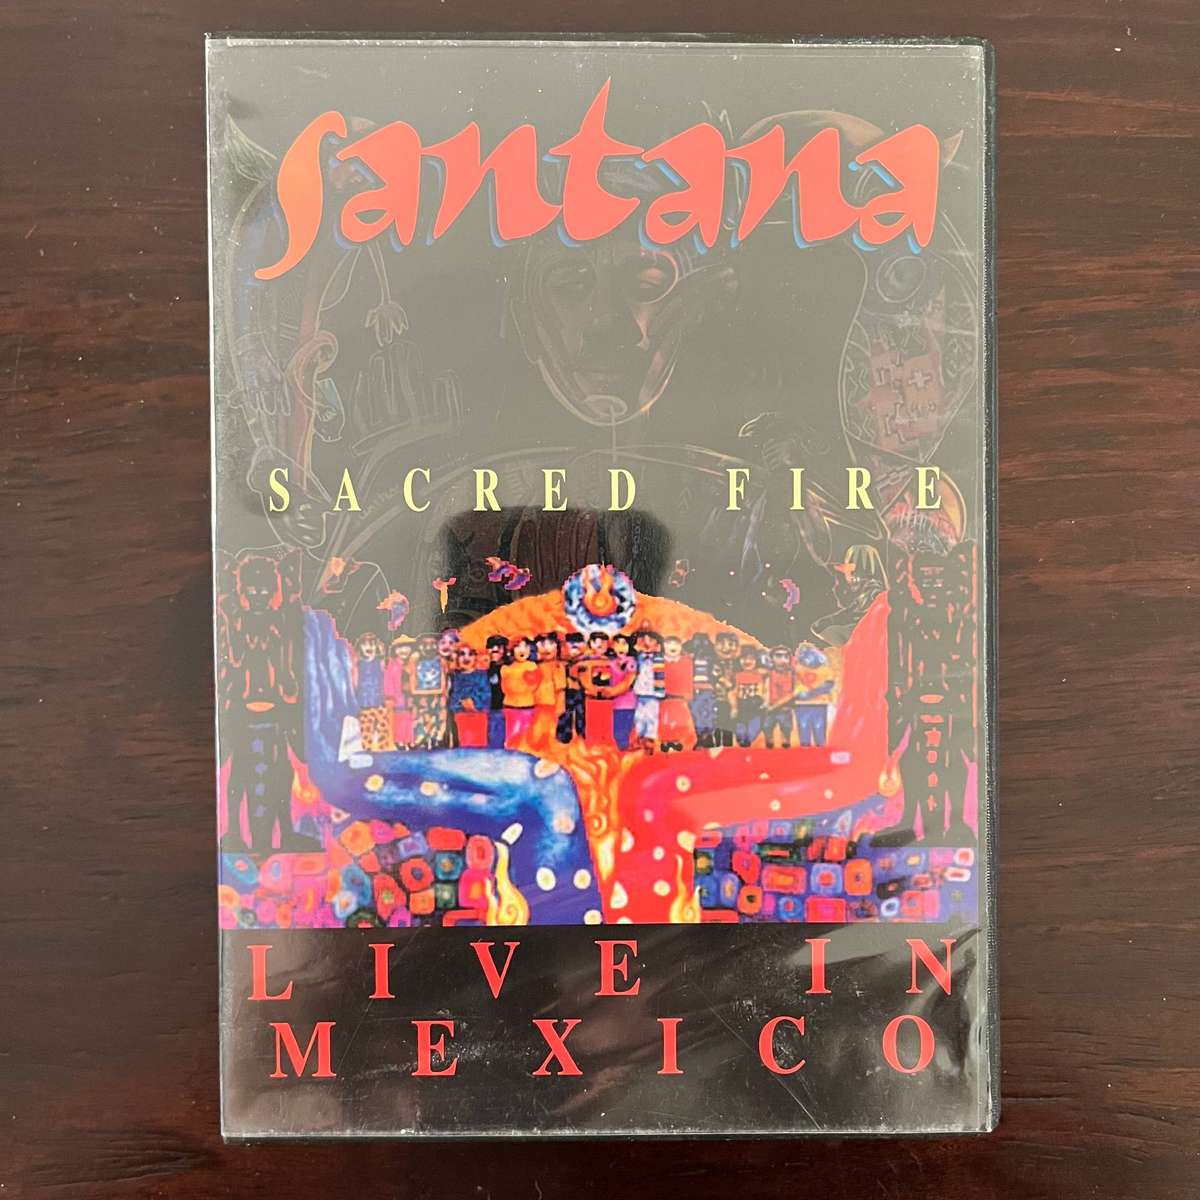 Santana
SACRED FIRE
LIVE IN
MEXICO